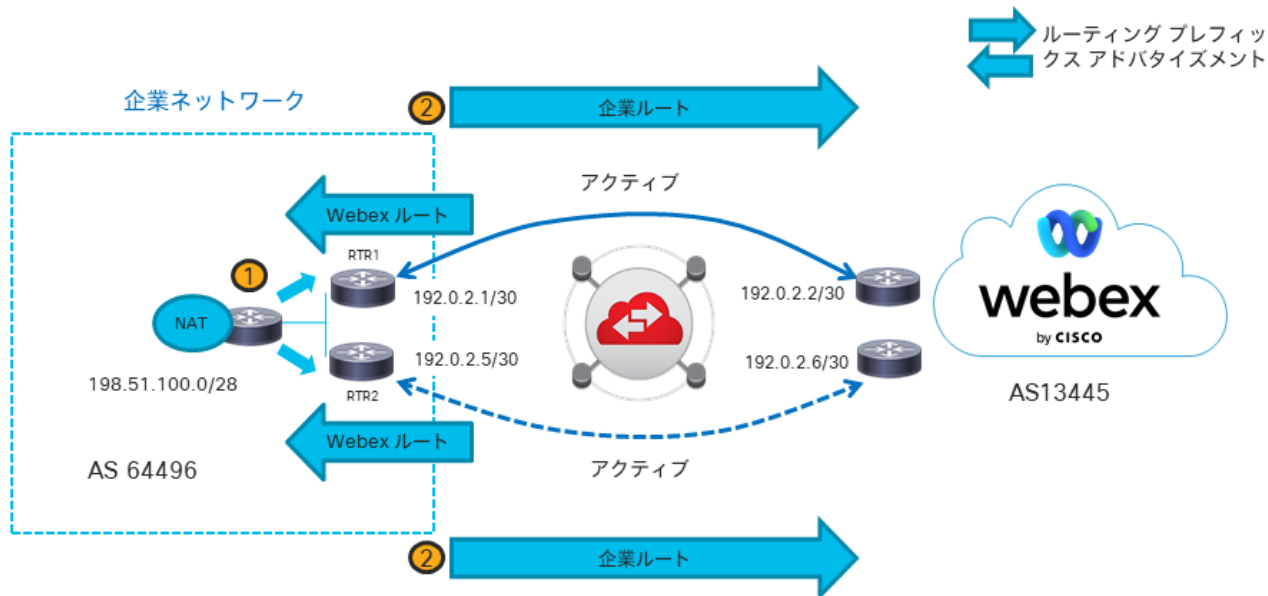 ルーティング プレフィッ
クス アドバタイズメント
企業ネットワーク
2
企業ルート
アクティブ
Webex ルート
RTR1
1
192.0.2.1/30
192.0.2.2/30
NAT
webex
by CISCO
192.0.2.5/30
192.0.2.6/30
198.51.100.0/28
RTR2
AS13445
Webex ルート
アクティブ
AS 64496
2
企業ルート